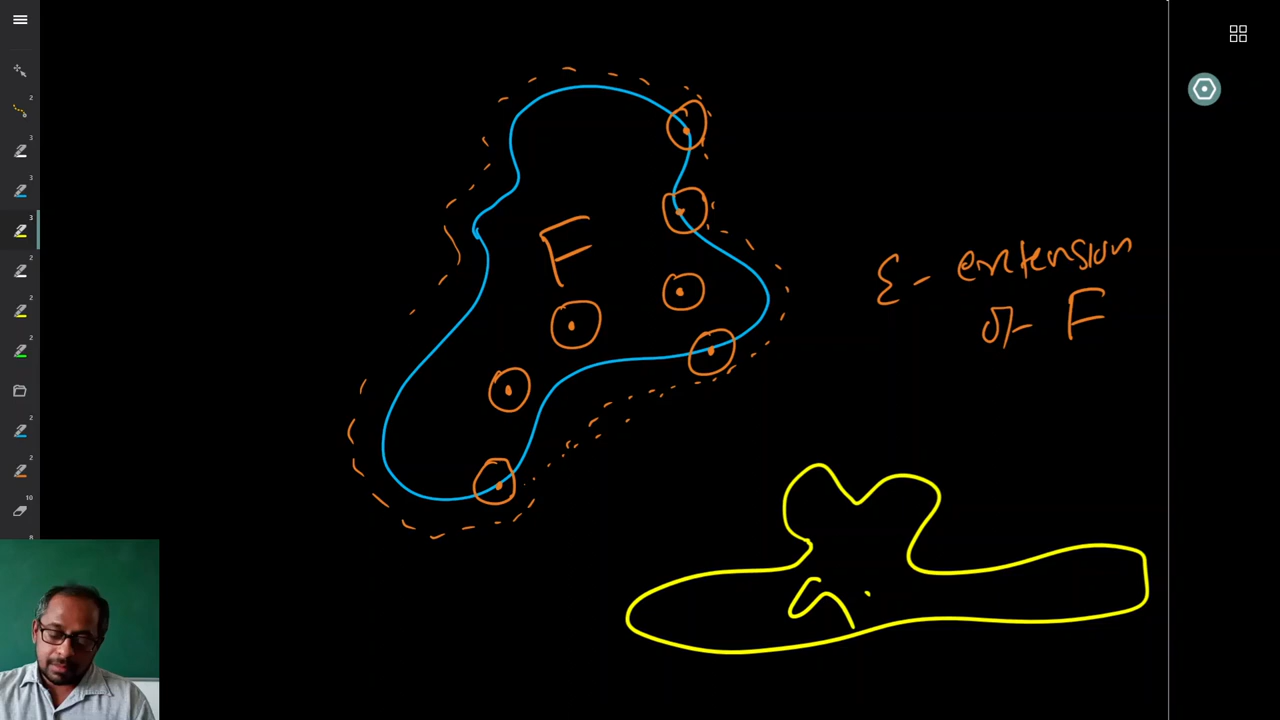 F
ε- extension
of F